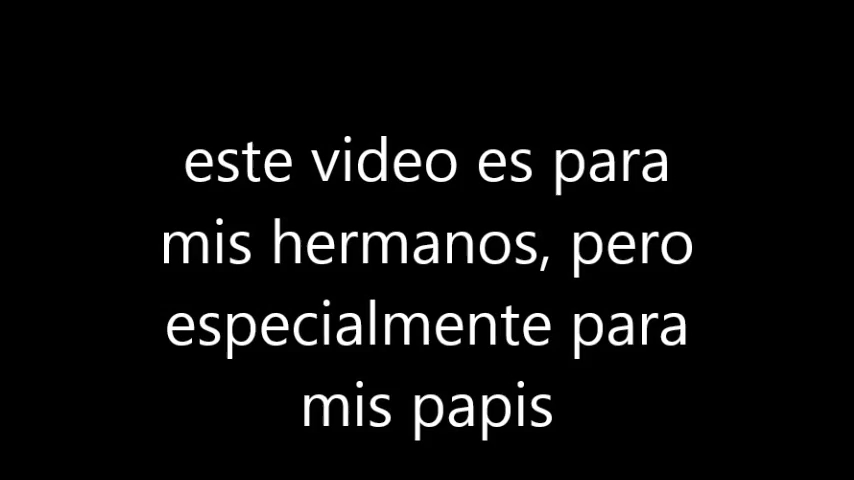 este video es para
mis hermanos, pero
especialmente para
mis papis